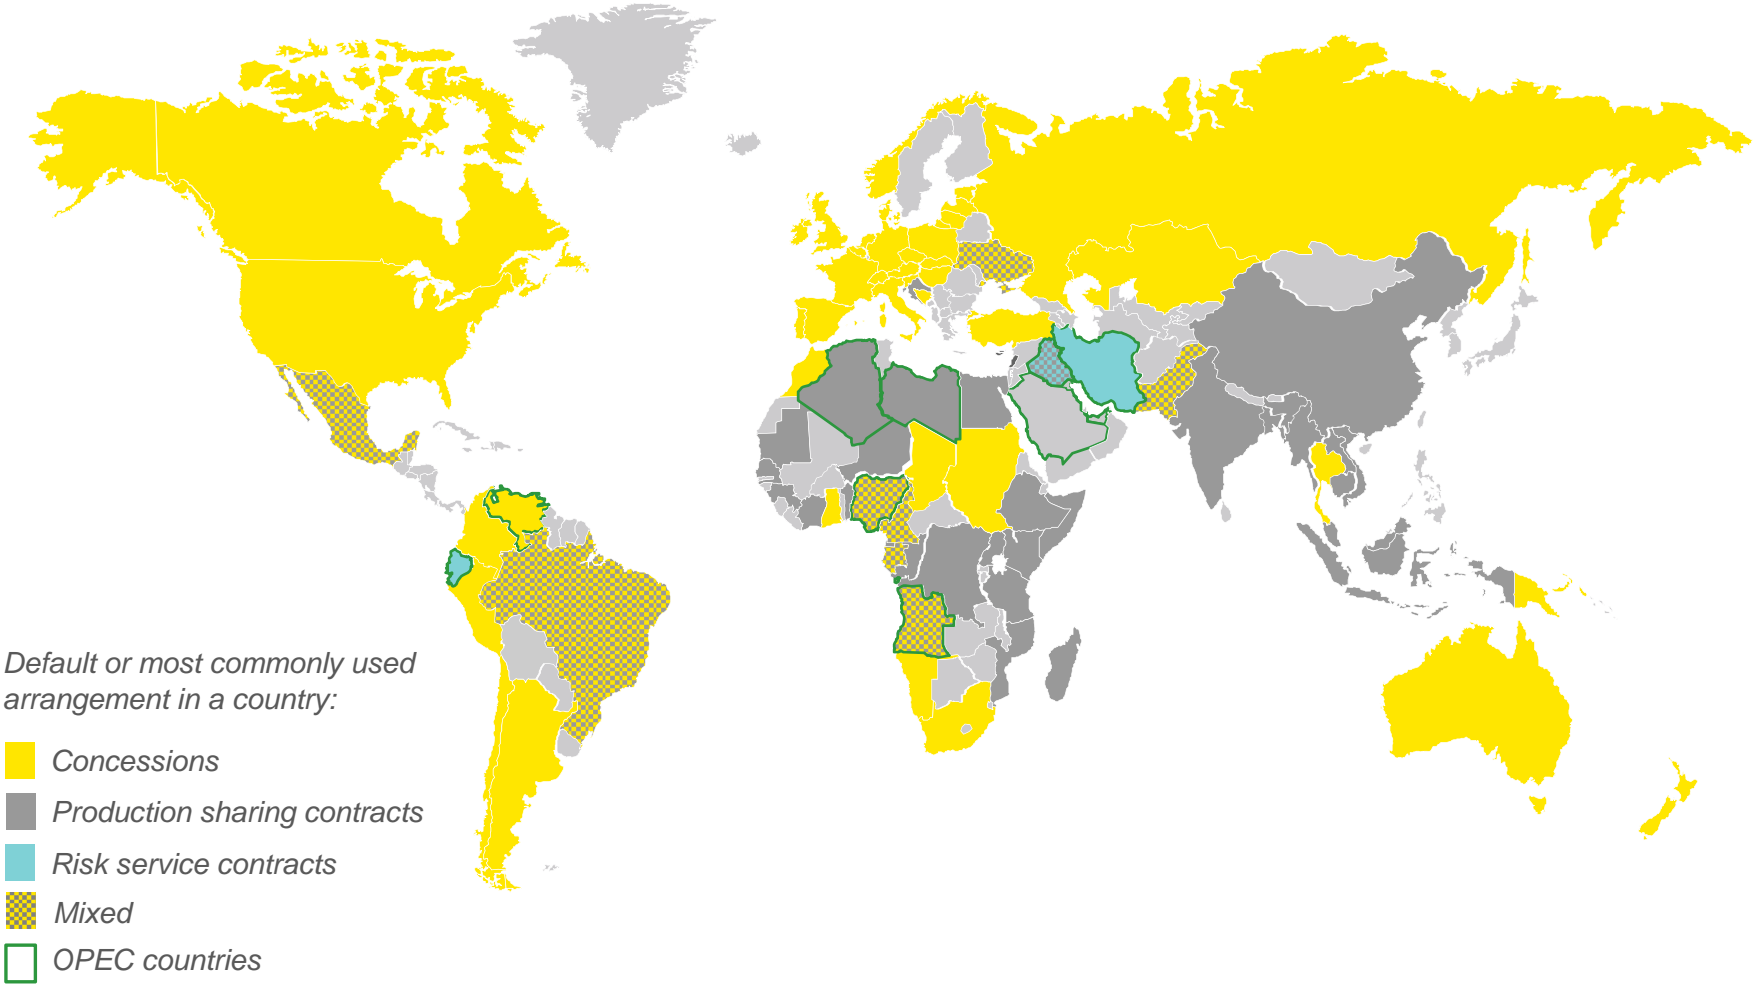 Default or most commonly used
arrangement in a country:
Concessions
Production sharing contracts
Risk service contracts
Mixed
OPEC countries